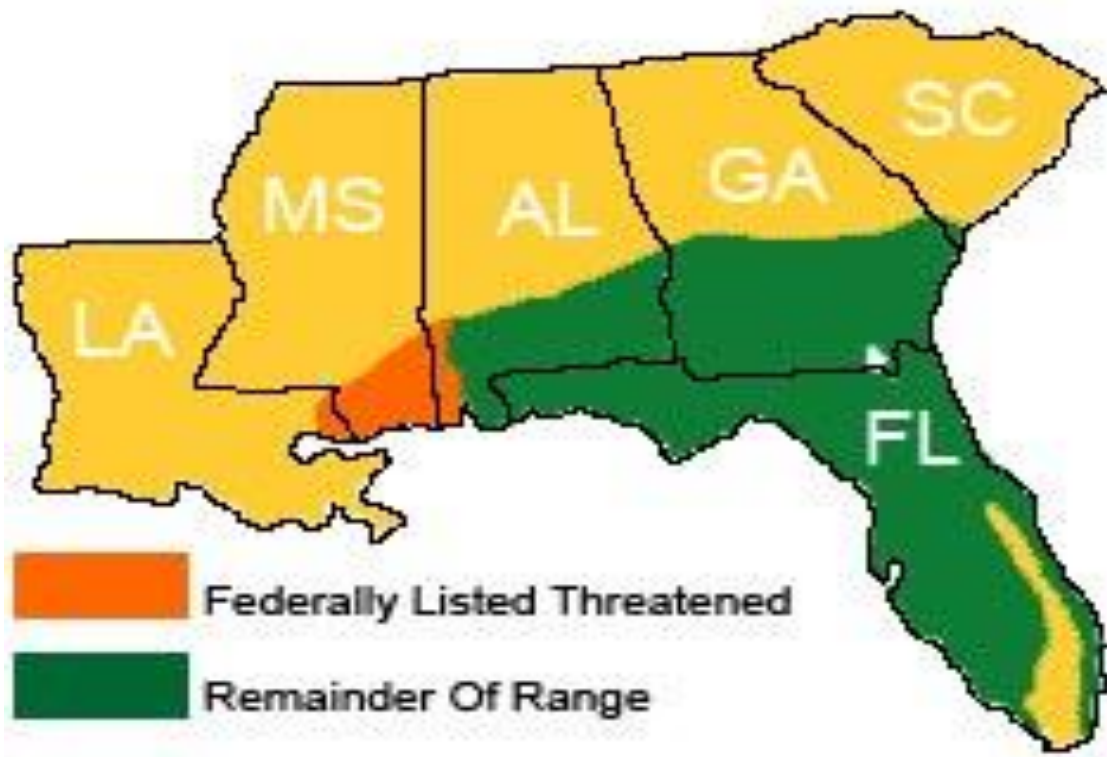 SC
GA
MS
AL
LA
FL
Federally Listed Threatened
Remainder Of Range